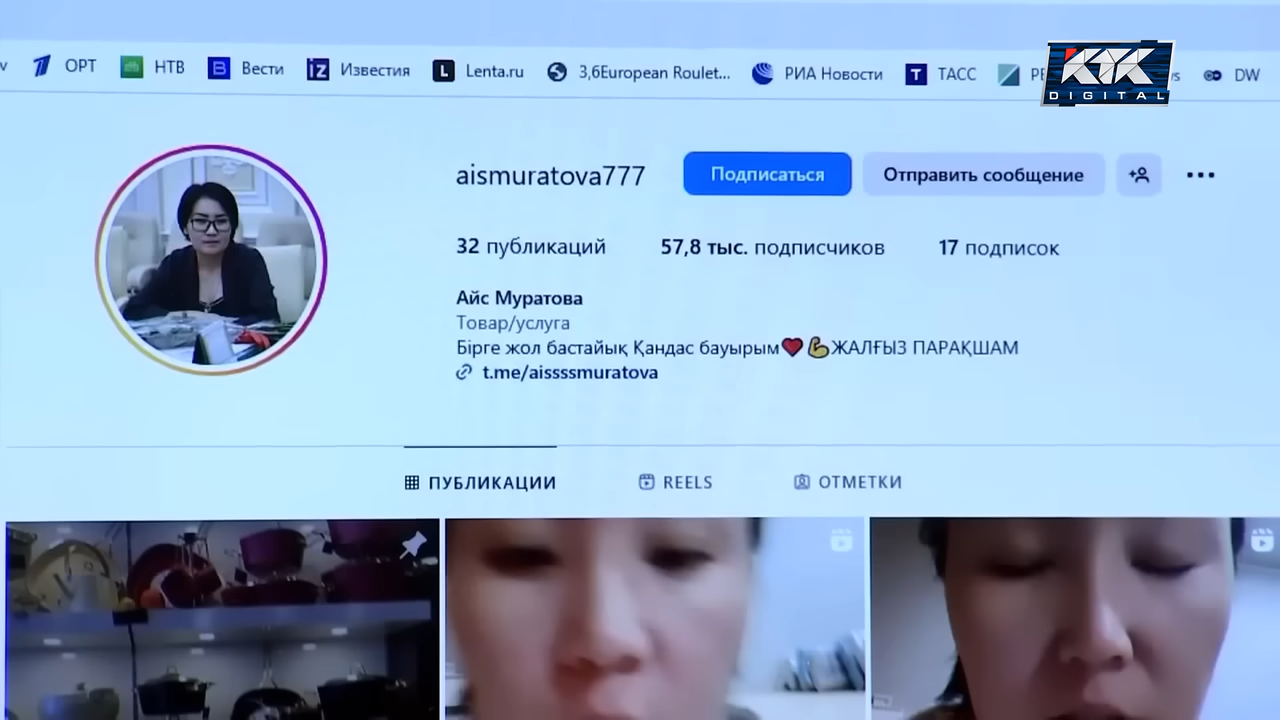 ОРТ НТВ Вести Известия Lenta.ru 3,6European Roulet... РИА Новости ТАСС DW
КТК
DIGITAL
aismuratova777 Подписаться Отправить сообщение
32 публикаций 57,8 тыс. подписчиков 17 подписок
Айс Муратова
Товар/услуга
Бірге жол бастайық Қандас бауырым❤️💪ЖАЛҒЫЗ ПАРАҚШАМ
t.me/aissssmuratova
ПУБЛИКАЦИИ REELS ОТМЕТКИ